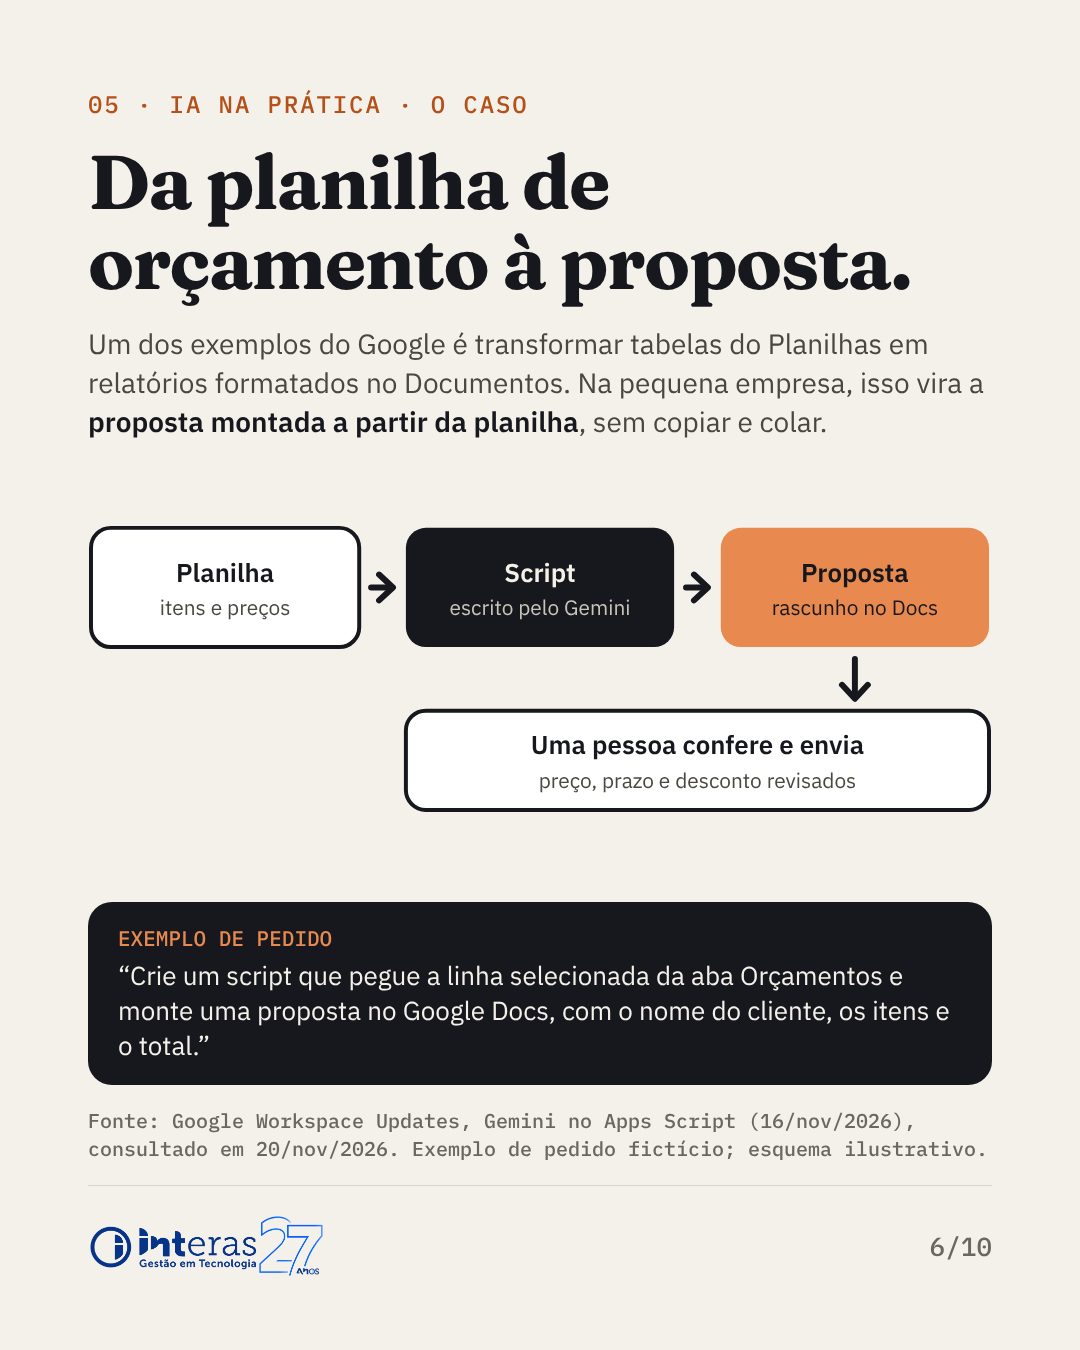 05 · IA NA PRÁTICA · O CASO
Da planilha de
orçamento à proposta.
Um dos exemplos do Google é transformar tabelas do Planilhas em
relatórios formatados no Documentos. Na pequena empresa, isso vira a
proposta montada a partir da planilha, sem copiar e colar.
Planilha
itens e preços
Script
escrito pelo Gemini
Proposta
rascunho no Docs
Uma pessoa confere e envia
preço, prazo e desconto revisados
EXEMPLO DE PEDIDO
“Crie um script que pegue a linha selecionada da aba Orçamentos e
monte uma proposta no Google Docs, com o nome do cliente, os itens e
o total.”
Fonte: Google Workspace Updates, Gemini no Apps Script (16/nov/2026),
consultado em 20/nov/2026. Exemplo de pedido fictício; esquema ilustrativo.
interas 27
Gestão em Tecnologia ANOS
6/10